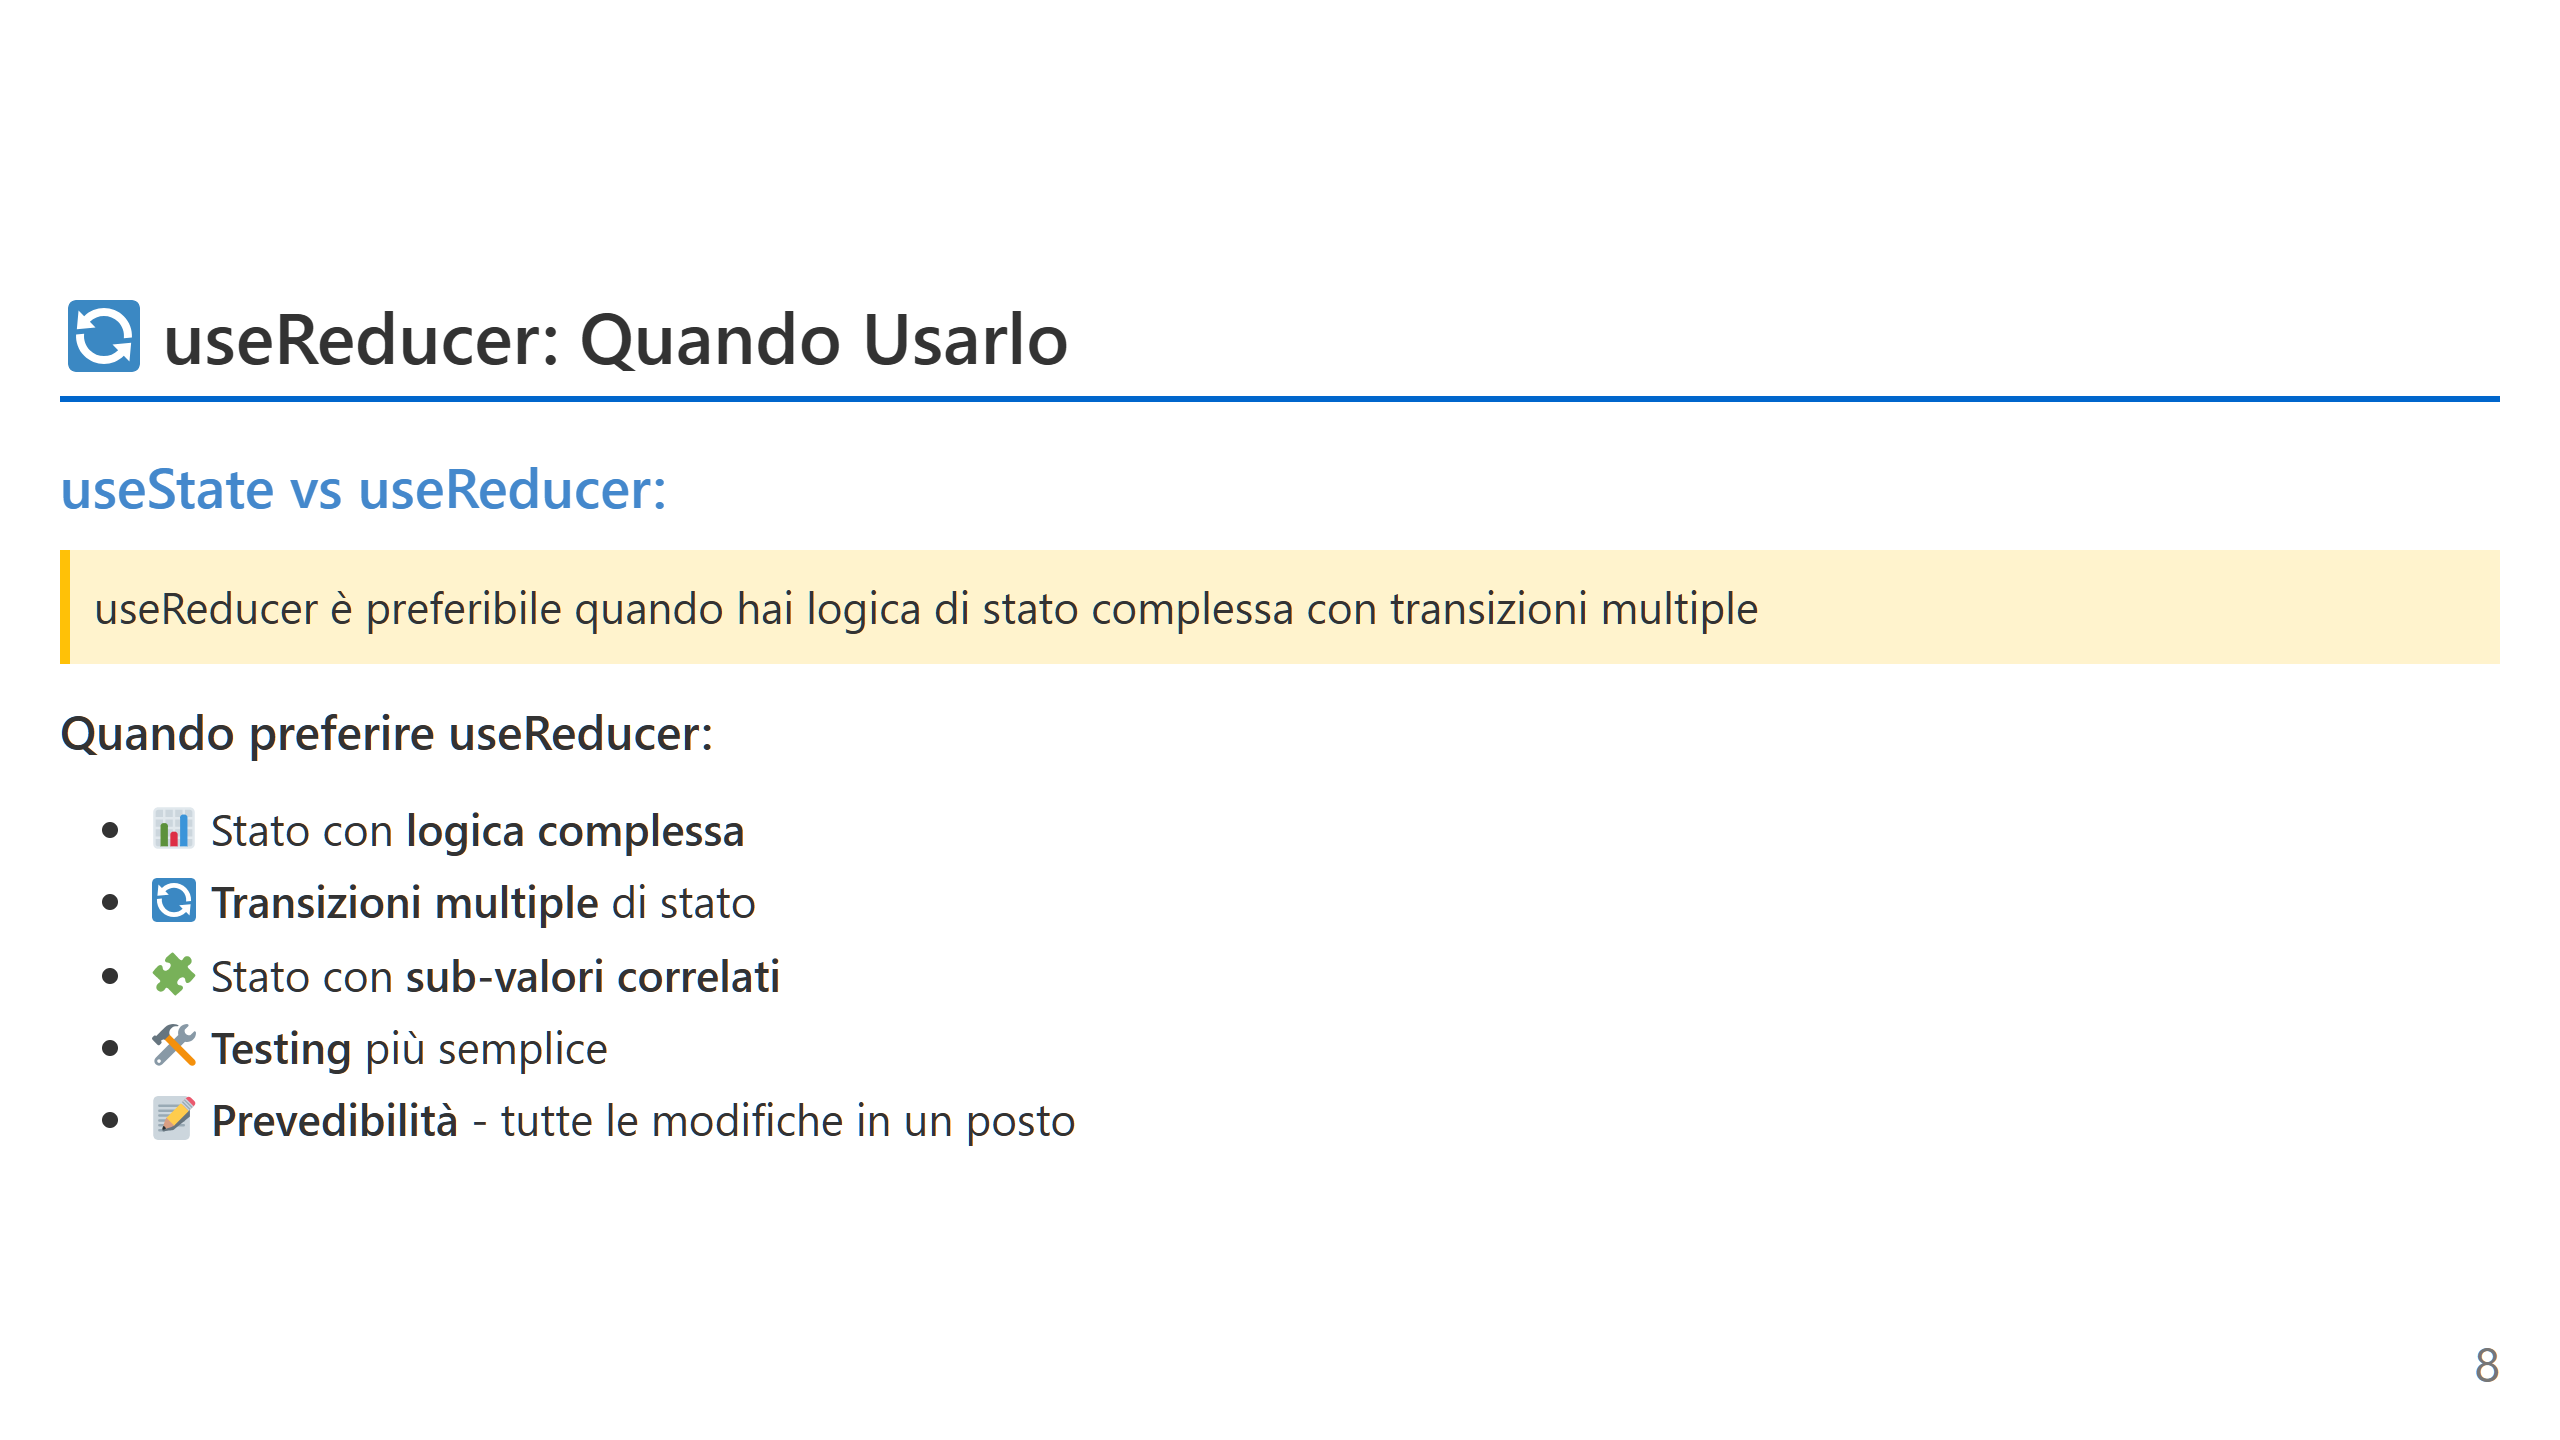 useReducer: Quando Usarlo
useState vs useReducer:
useReducer è preferibile quando hai logica di stato complessa con transizioni multiple
Quando preferire useReducer:
Stato con logica complessa
Transizioni multiple di stato
Stato con sub-valori correlati
Testing più semplice
Prevedibilità - tutte le modifiche in un posto
8